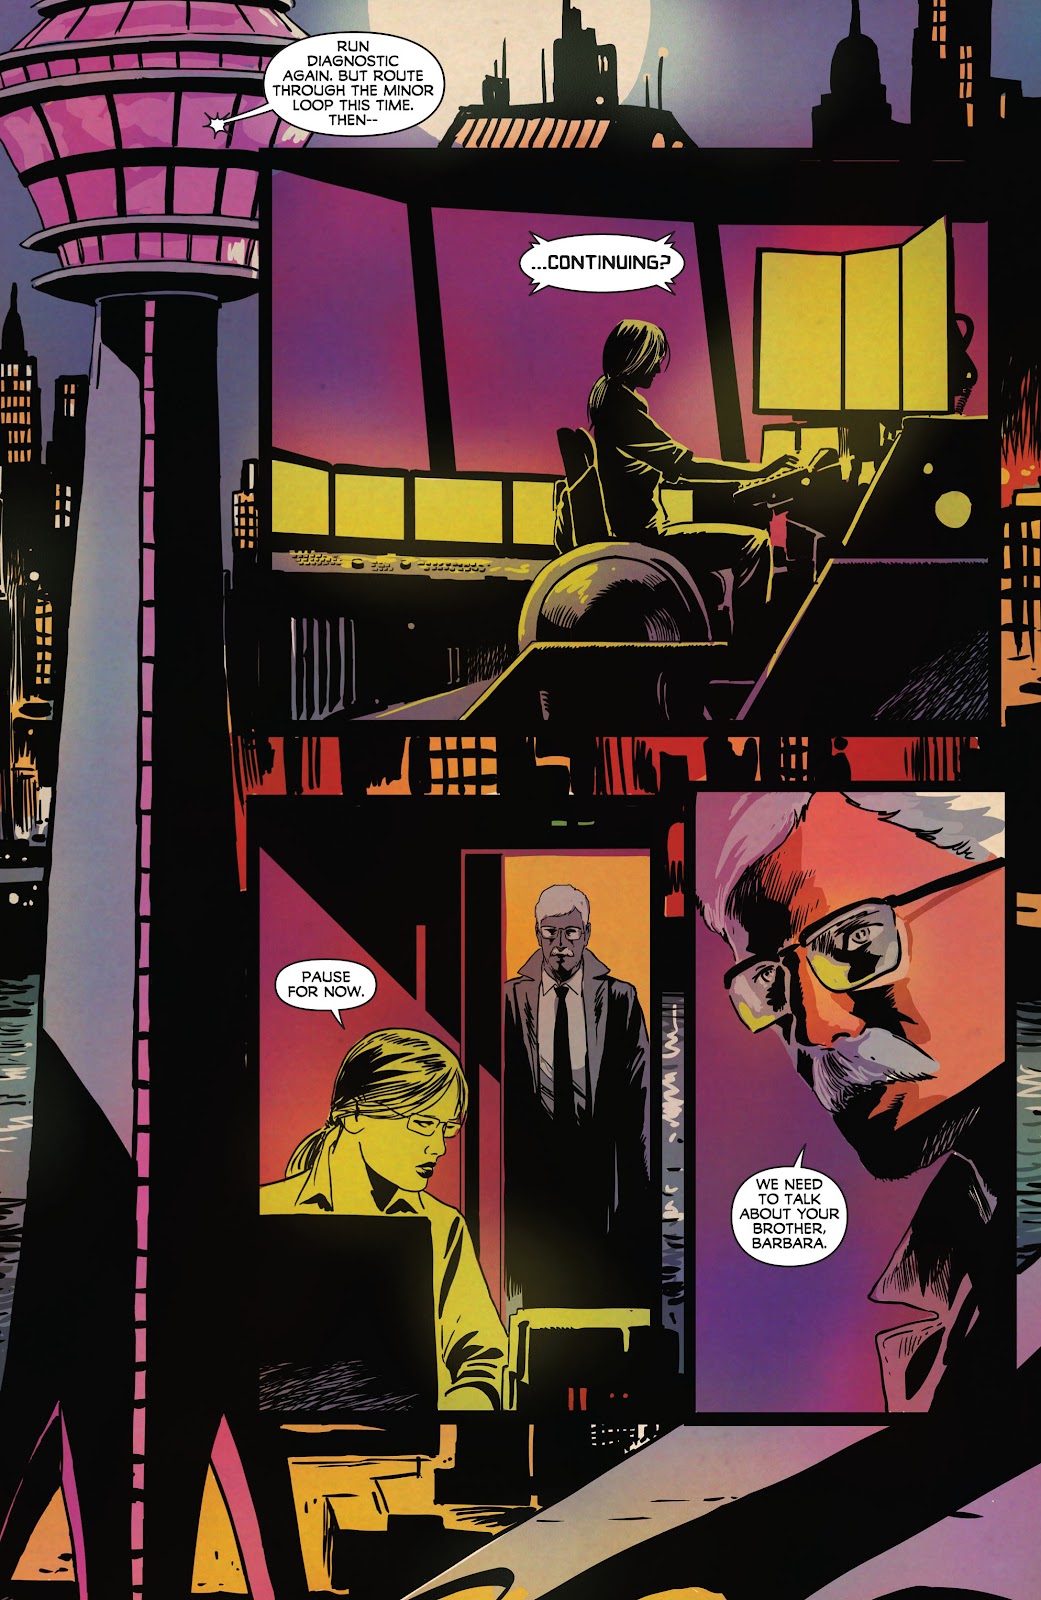 RUN
DIAGNOSTIC
AGAIN. BUT ROUTE
THROUGH THE MINOR
LOOP THIS TIME.
THEN--
...CONTINUING?
PAUSE
FOR NOW.
WE NEED
TO TALK
ABOUT YOUR
BROTHER,
BARBARA.